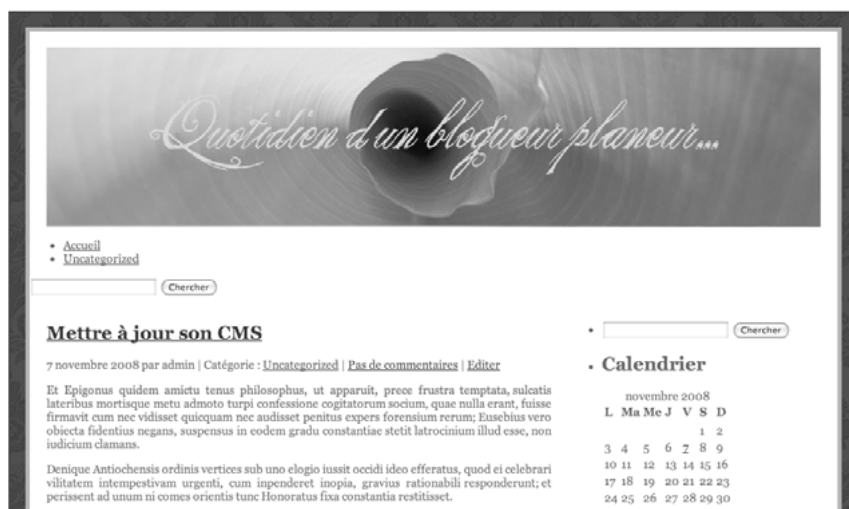 Quotidien d'un blogueur planeur...
Accueil
Uncategorized
Chercher
Mettre à jour son CMS
7 novembre 2008 par admin | Catégorie : Uncategorized | Pas de commentaires | Editer
Et Epigonus quidem amictu tenus philosophus, ut apparuit, prece frustra temptata, sulcatis
lateribus mortisque metu admoto turpi confessione cogitatorum socium, quae nulla erant, fuisse
firmavit cum nec vidisset quicquam nec audisset penitus expers forensium rerum; Eusebius vero
obiecta fidentius negans, suspensus in eodem gradu constantiae stetit latrocinium illud esse, non
iudicium clamans.
Denique Antiochensis ordinis vertices sub uno elogio iussit occidi ideo efferatus, quod ei celebrari
vilitatem intempestivam urgenti, cum inpenderet inopia, gravius rationabili responderunt; et
perissent ad unum ni comes orientis tunc Honoratus fixa constantia restitisset.
Chercher
Calendrier
novembre 2008
L Ma Me J V S D
1 2
3 4 5 6 7 8 9
10 11 12 13 14 15 16
17 18 19 20 21 22 23
24 25 26 27 28 29 30